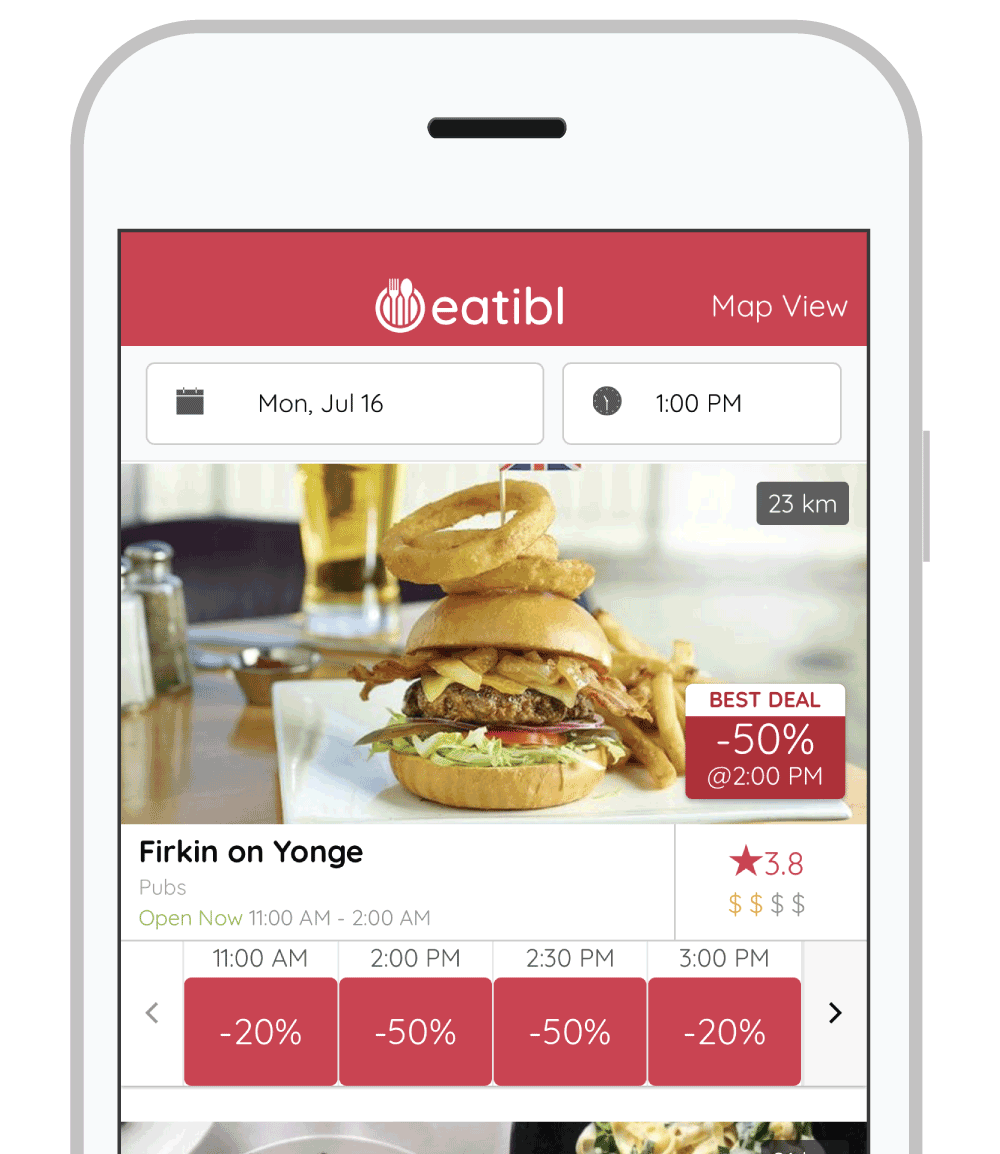 eatibl
Map View
Mon, Jul 16
1:00 PM
23 km
BEST DEAL
-50%
@2:00 PM
Firkin on Yonge
3.8
Pubs
$ $ $ $
Open Now 11:00 AM - 2:00 AM
11:00 AM 2:00 PM 2:30 PM 3:00 PM
< >
-20% -50% -50% -20%